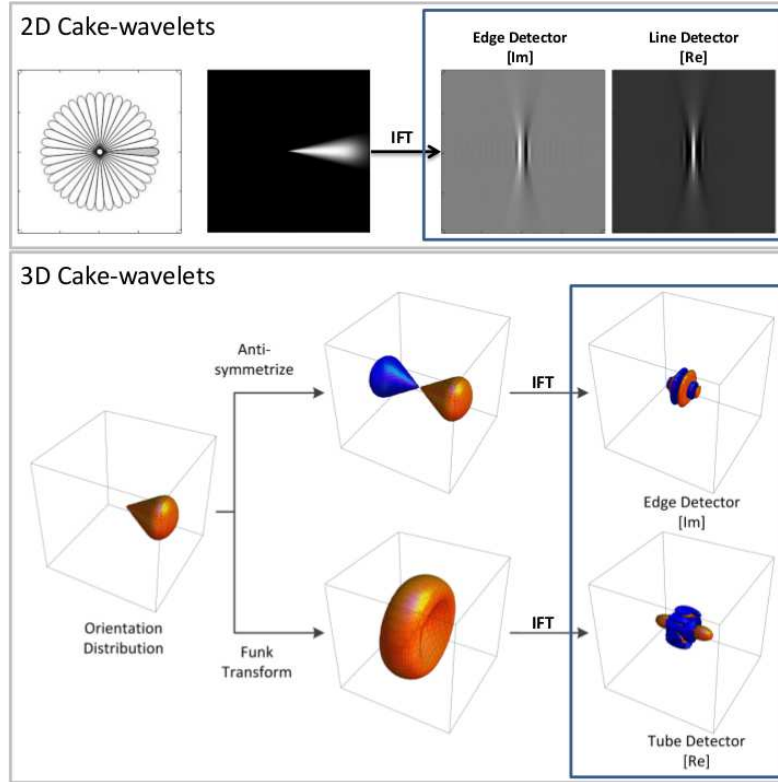 2D Cake-wavelets
Edge Detector
[Im]
Line Detector
[Re]
IFT
3D Cake-wavelets
Anti-
symmetrize
IFT
Edge Detector
[Im]
Orientation
Distribution
Funk
Transform
IFT
Tube Detector
[Re]